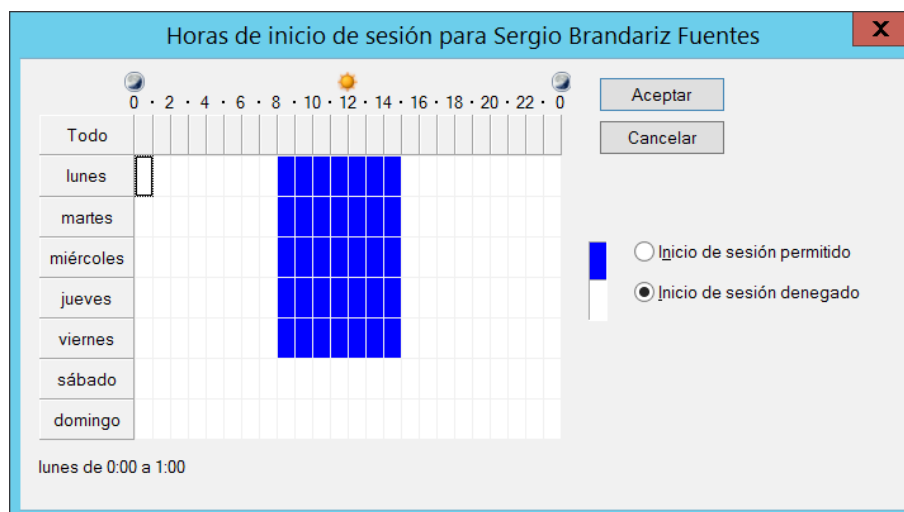 Horas de inicio de sesión para Sergio Brandariz Fuentes
X
0 · 2 · 4 · 6 · 8 · 10 · 12 · 14 · 16 · 18 · 20 · 22 · 0
Aceptar
Todo
Cancelar
lunes
martes
miércoles
Inicio de sesión permitido
jueves
Inicio de sesión denegado
viernes
sábado
domingo
lunes de 0:00 a 1:00